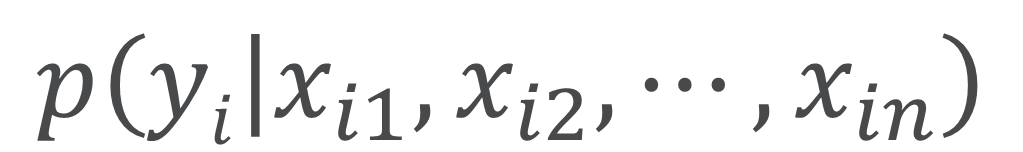 p(y_i|x_{i1}, x_{i2}, ⋯, x_{in})